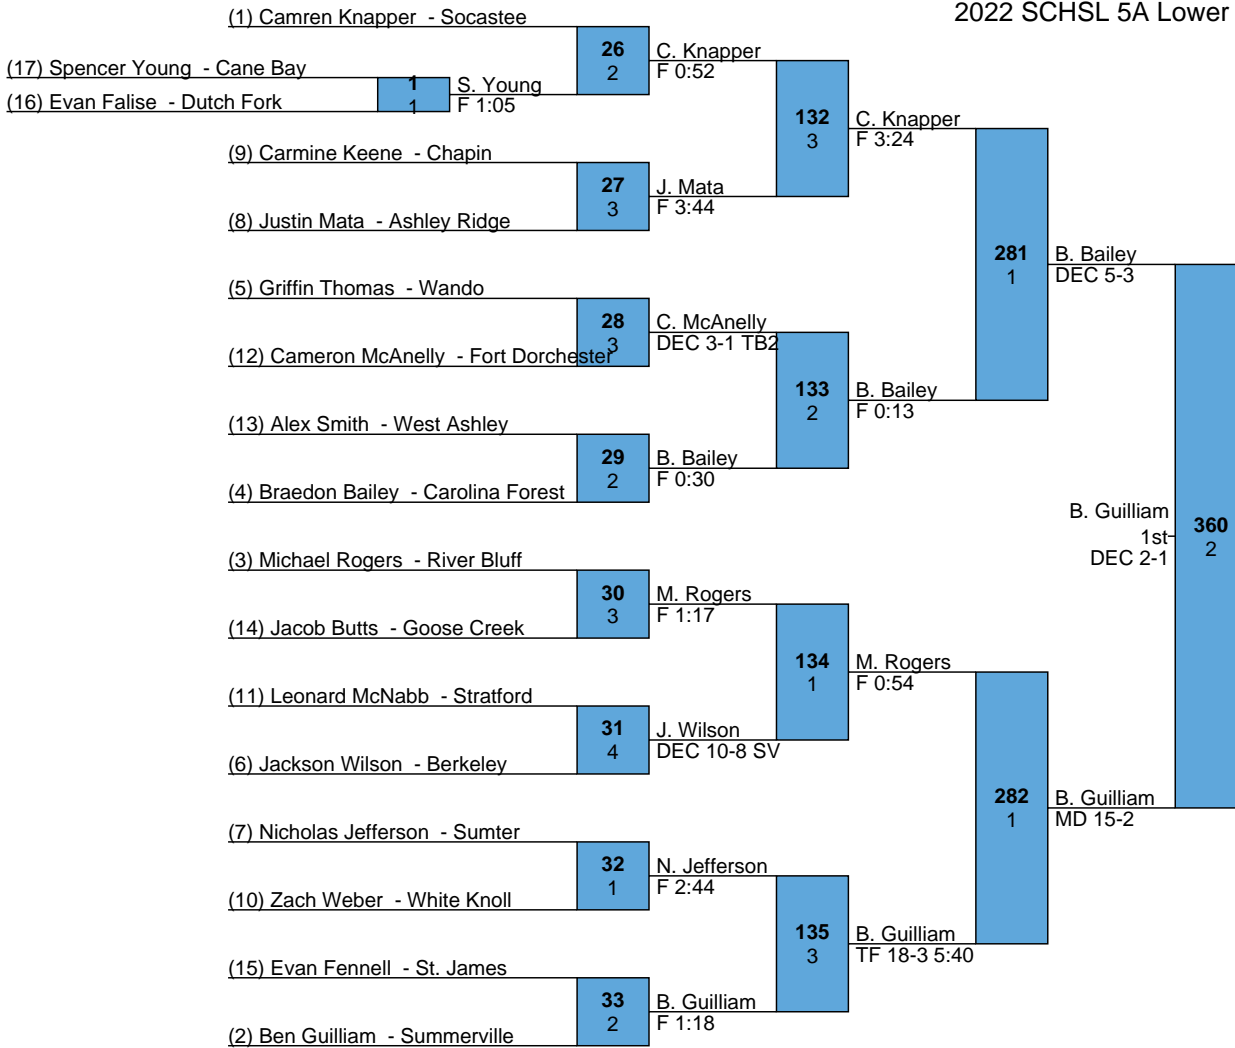 2022 SCHSL 5A Lower
(1) Camren Knapper - Socastee
26
2
C. Knapper
F 0:52
(17) Spencer Young - Cane Bay
1
1
S. Young
F 1:05
(16) Evan Falise - Dutch Fork
132
3
C. Knapper
F 3:24
(9) Carmine Keene - Chapin
27
3
J. Mata
F 3:44
(8) Justin Mata - Ashley Ridge
281
1
B. Bailey
DEC 5-3
(5) Griffin Thomas - Wando
28
3
C. McAnelly
DEC 3-1 TB2
(12) Cameron McAnelly - Fort Dorchester
133
2
B. Bailey
F 0:13
(13) Alex Smith - West Ashley
29
2
B. Bailey
F 0:30
(4) Braedon Bailey - Carolina Forest
B. Guilliam
1st
DEC 2-1
360
2
(3) Michael Rogers - River Bluff
30
3
M. Rogers
F 1:17
(14) Jacob Butts - Goose Creek
134
1
M. Rogers
F 0:54
(11) Leonard McNabb - Stratford
31
4
J. Wilson
DEC 10-8 SV
(6) Jackson Wilson - Berkeley
282
1
B. Guilliam
MD 15-2
(7) Nicholas Jefferson - Sumter
32
1
N. Jefferson
F 2:44
(10) Zach Weber - White Knoll
135
3
B. Guilliam
TF 18-3 5:40
(15) Evan Fennell - St. James
33
2
B. Guilliam
F 1:18
(2) Ben Guilliam - Summerville